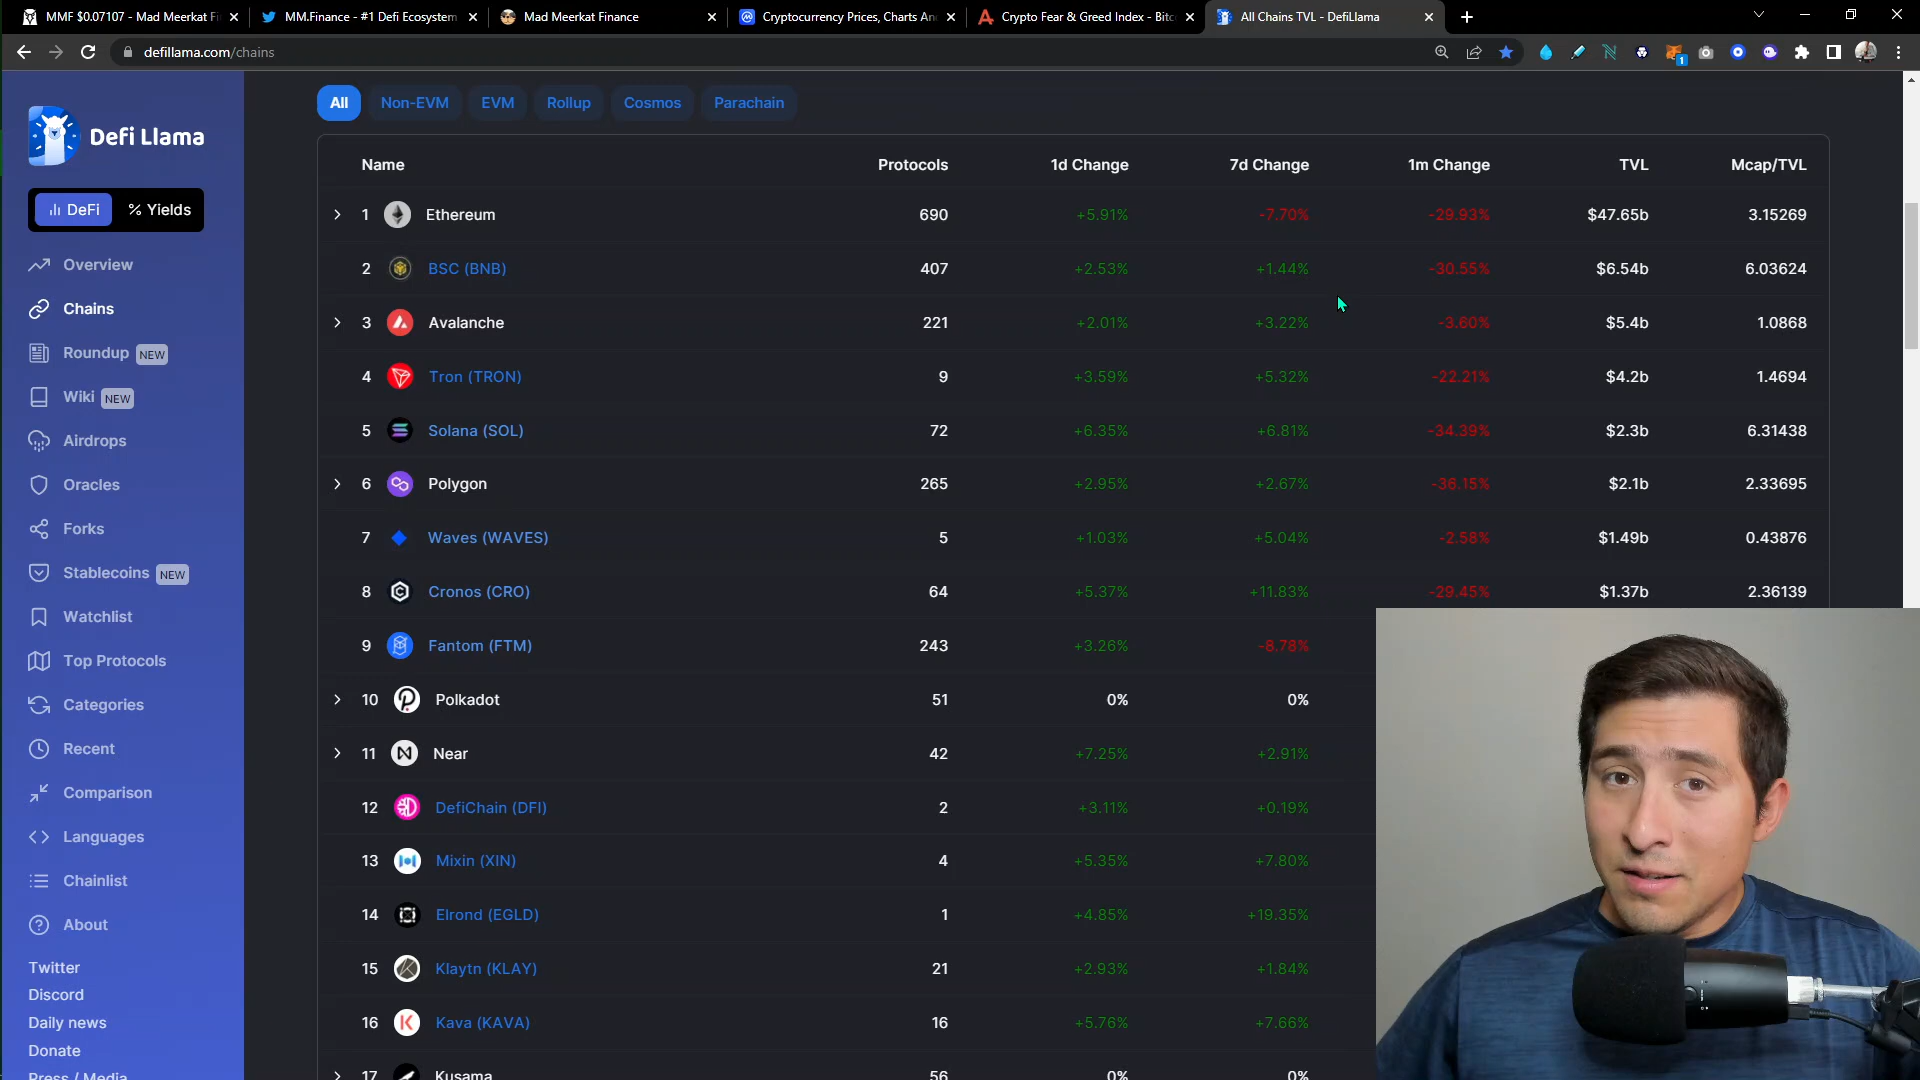 MMF $0.07107 - Mad Meerkat Fi
MM.Finance - #1 Defi Ecosystem
Mad Meerkat Finance
Cryptocurrency Prices, Charts An
Crypto Fear & Greed Index - Bitc
All Chains TVL - DefiLlama
defillama.com/chains
1
Defi Llama
DeFi
% Yields
Overview
Chains
Roundup NEW
Wiki NEW
Airdrops
Oracles
Forks
Stablecoins NEW
Watchlist
Top Protocols
Categories
Recent
Comparison
Languages
Chainlist
About
Twitter
Discord
Daily news
Donate
Press / Media
All Non-EVM EVM Rollup Cosmos Parachain
Name Protocols 1d Change 7d Change 1m Change TVL Mcap/TVL
1 Ethereum 690 +5.91% -7.70% -29.93% $47.65b 3.15269
2 BSC (BNB) 407 +2.53% +1.44% -30.55% $6.54b 6.03624
3 Avalanche 221 +2.01% +3.22% -3.60% $5.4b 1.0868
4 Tron (TRON) 9 +3.59% +5.32% -22.21% $4.2b 1.4694
5 Solana (SOL) 72 +6.35% +6.81% -34.39% $2.3b 6.31438
6 Polygon 265 +2.95% +2.67% -36.15% $2.1b 2.33695
7 Waves (WAVES) 5 +1.03% +5.04% -2.58% $1.49b 0.43876
8 Cronos (CRO) 64 +5.37% +11.83% -29.45% $1.37b 2.36139
9 Fantom (FTM) 243 +3.26% -8.78%
10 Polkadot 51 0% 0%
11 Near 42 +7.25% +2.91%
12 DefiChain (DFI) 2 +3.11% +0.19%
13 Mixin (XIN) 4 +5.35% +7.80%
14 Elrond (EGLD) 1 +4.85% +19.35%
15 Klaytn (KLAY) 21 +2.93% +1.84%
16 Kava (KAVA) 16 +5.76% +7.66%
17 Kusama 56 0% 0%